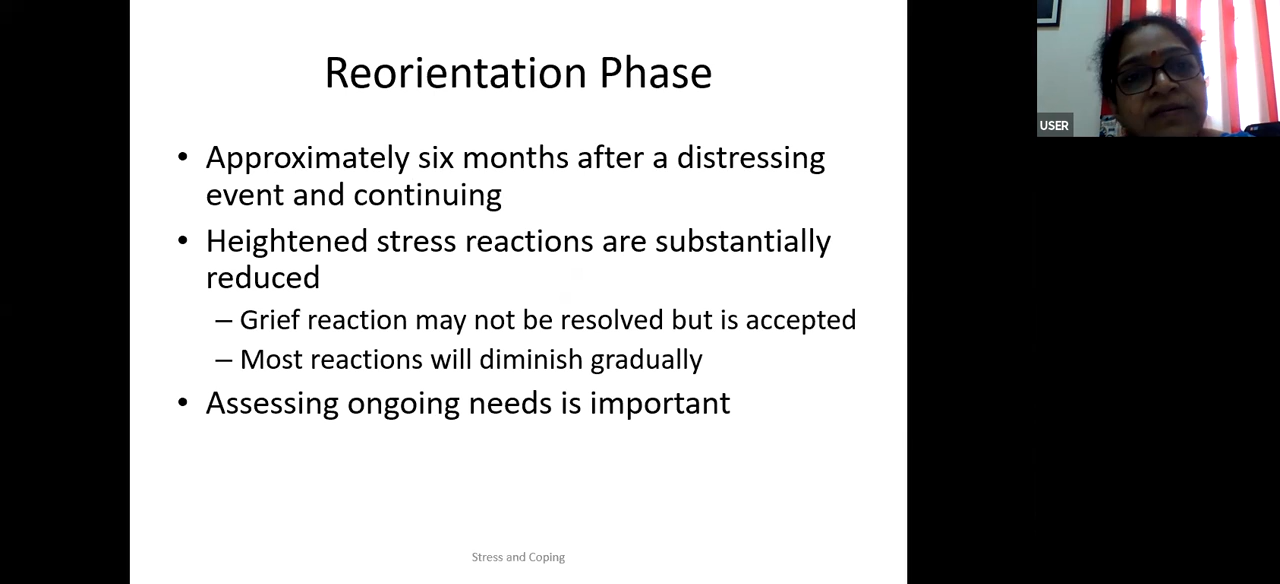 Reorientation Phase
• Approximately six months after a distressing
event and continuing
• Heightened stress reactions are substantially
reduced
– Grief reaction may not be resolved but is accepted
– Most reactions will diminish gradually
• Assessing ongoing needs is important
Stress and Coping
USER